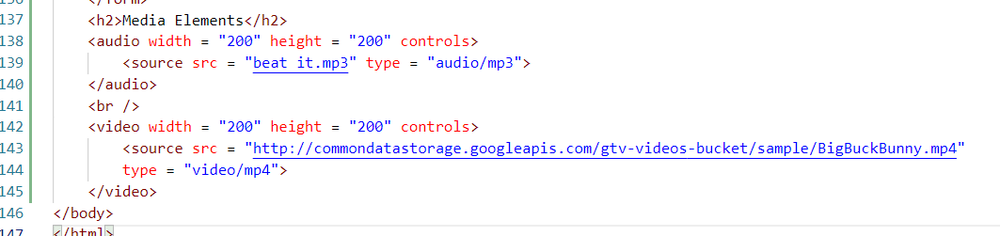 136 </form>
137 <h2>Media Elements</h2>
138 <audio width = "200" height = "200" controls>
139 <source src = "beat it.mp3" type = "audio/mp3">
140 </audio>
141 <br />
142 <video width = "200" height = "200" controls>
143 <source src = "http://commondatastorage.googleapis.com/gtv-videos-bucket/sample/BigBuckBunny.mp4"
144 type = "video/mp4">
145 </video>
146 </body>
147 </html>